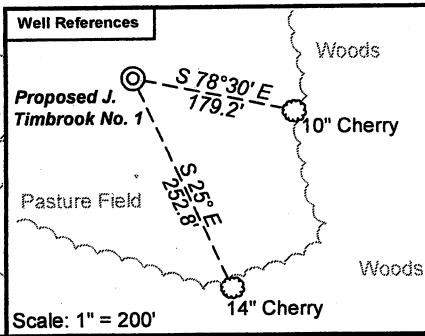 Well References
Woods
S 78°30' E
179.2'
Proposed J.
Timbrook No. 1
10" Cherry
S 25° E
252.8'
Pasture Field
Woods
14" Cherry
Scale: 1" = 200'